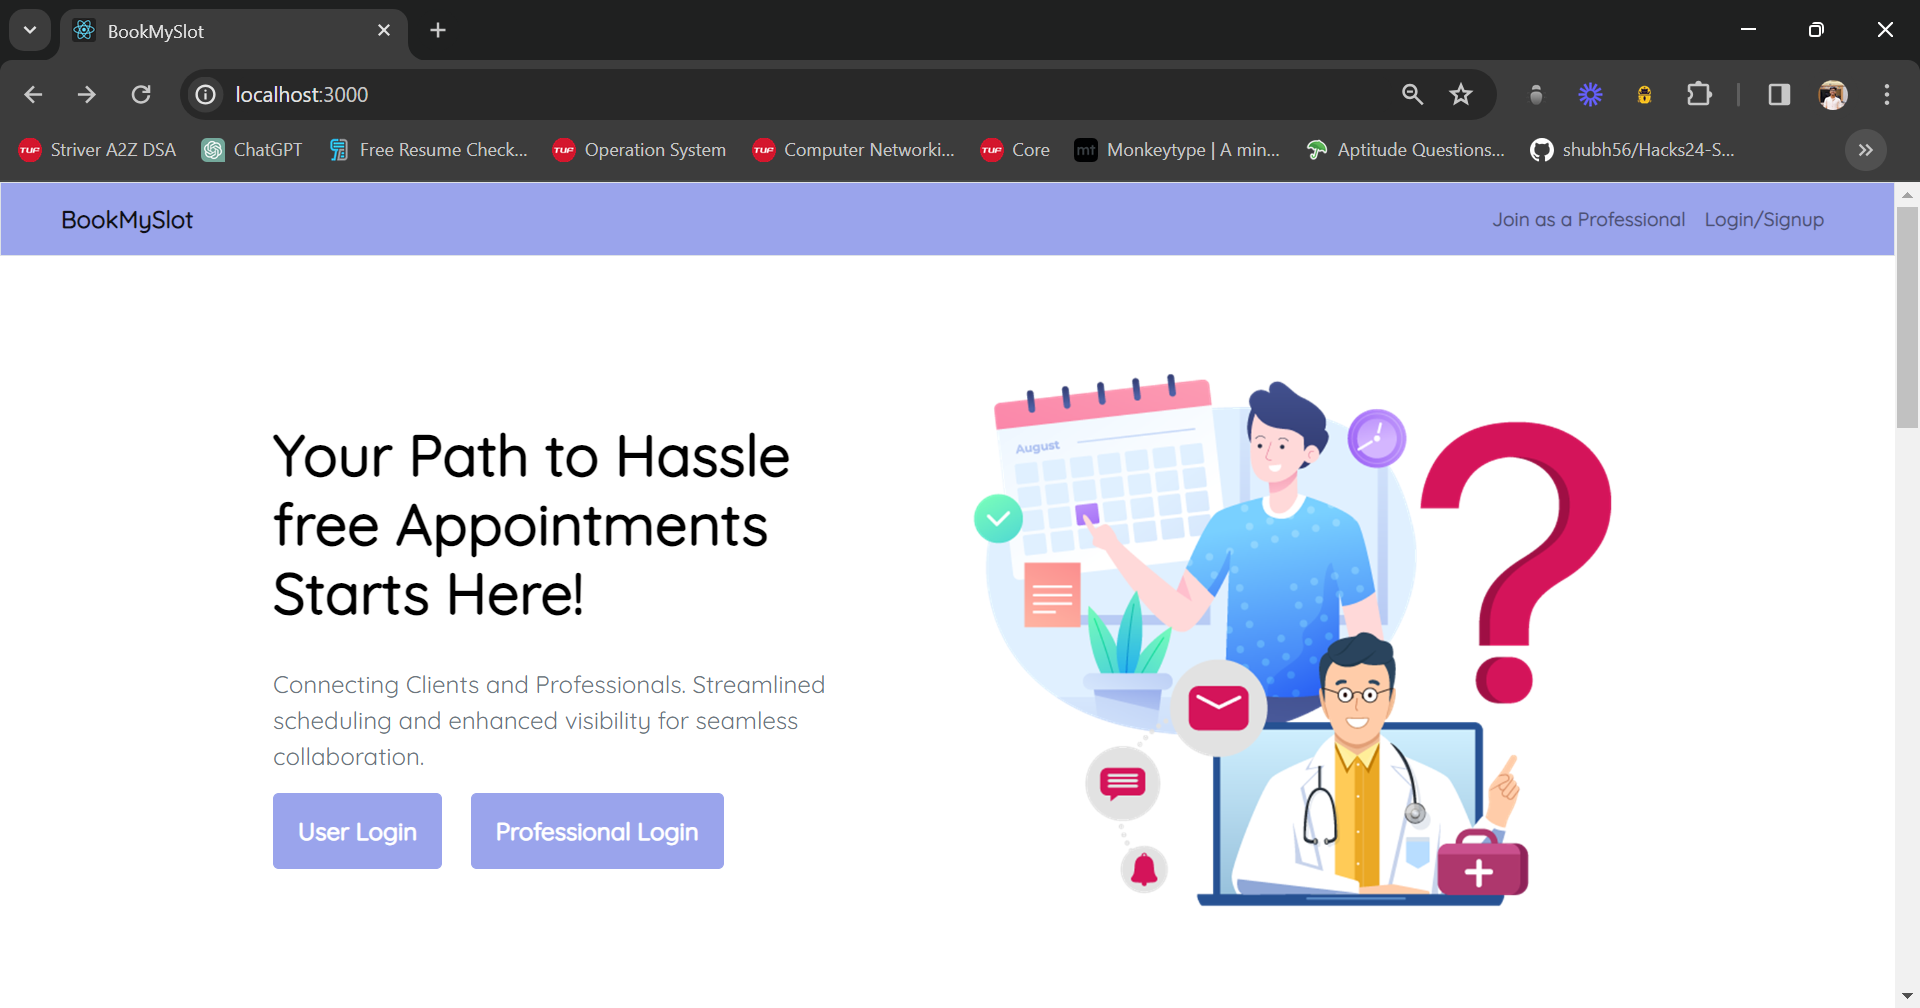 BookMySlot
localhost:3000
TUF Striver A2Z DSA ChatGPT Free Resume Check... TUF Operation System TUF Computer Networki... TUF Core mt Monkeytype | A min... Aptitude Questions... shubh56/Hacks24-S...
BookMySlot Join as a Professional Login/Signup
August
Your Path to Hassle
free Appointments
Starts Here!
Connecting Clients and Professionals. Streamlined
scheduling and enhanced visibility for seamless
collaboration.
User Login Professional Login